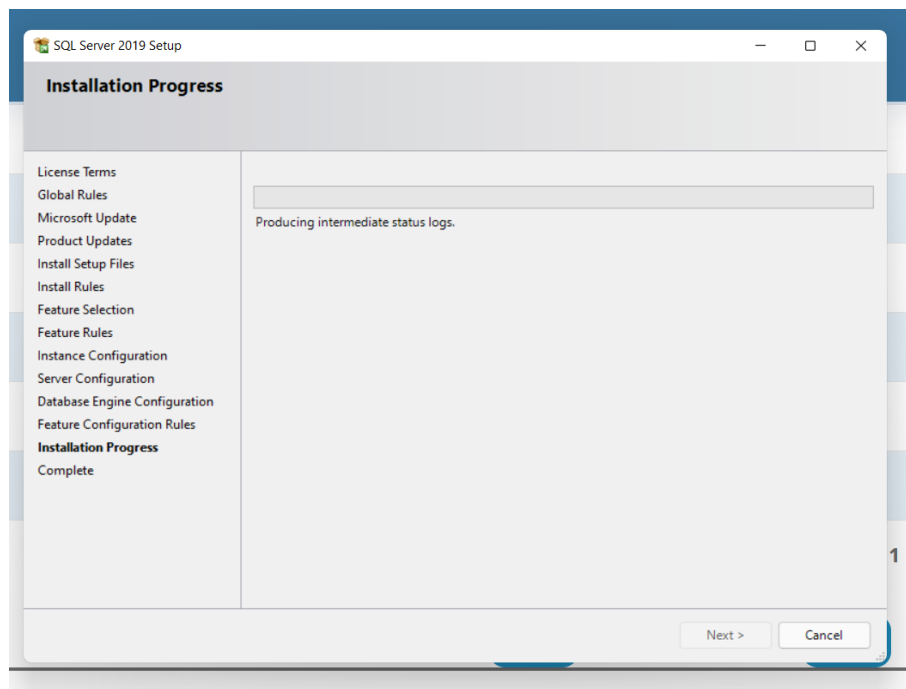 SQL Server 2019 Setup
Installation Progress
License Terms
Global Rules
Microsoft Update
Product Updates
Install Setup Files
Install Rules
Feature Selection
Feature Rules
Instance Configuration
Server Configuration
Database Engine Configuration
Feature Configuration Rules
Installation Progress
Complete
Producing intermediate status logs.
1
Next >
Cancel